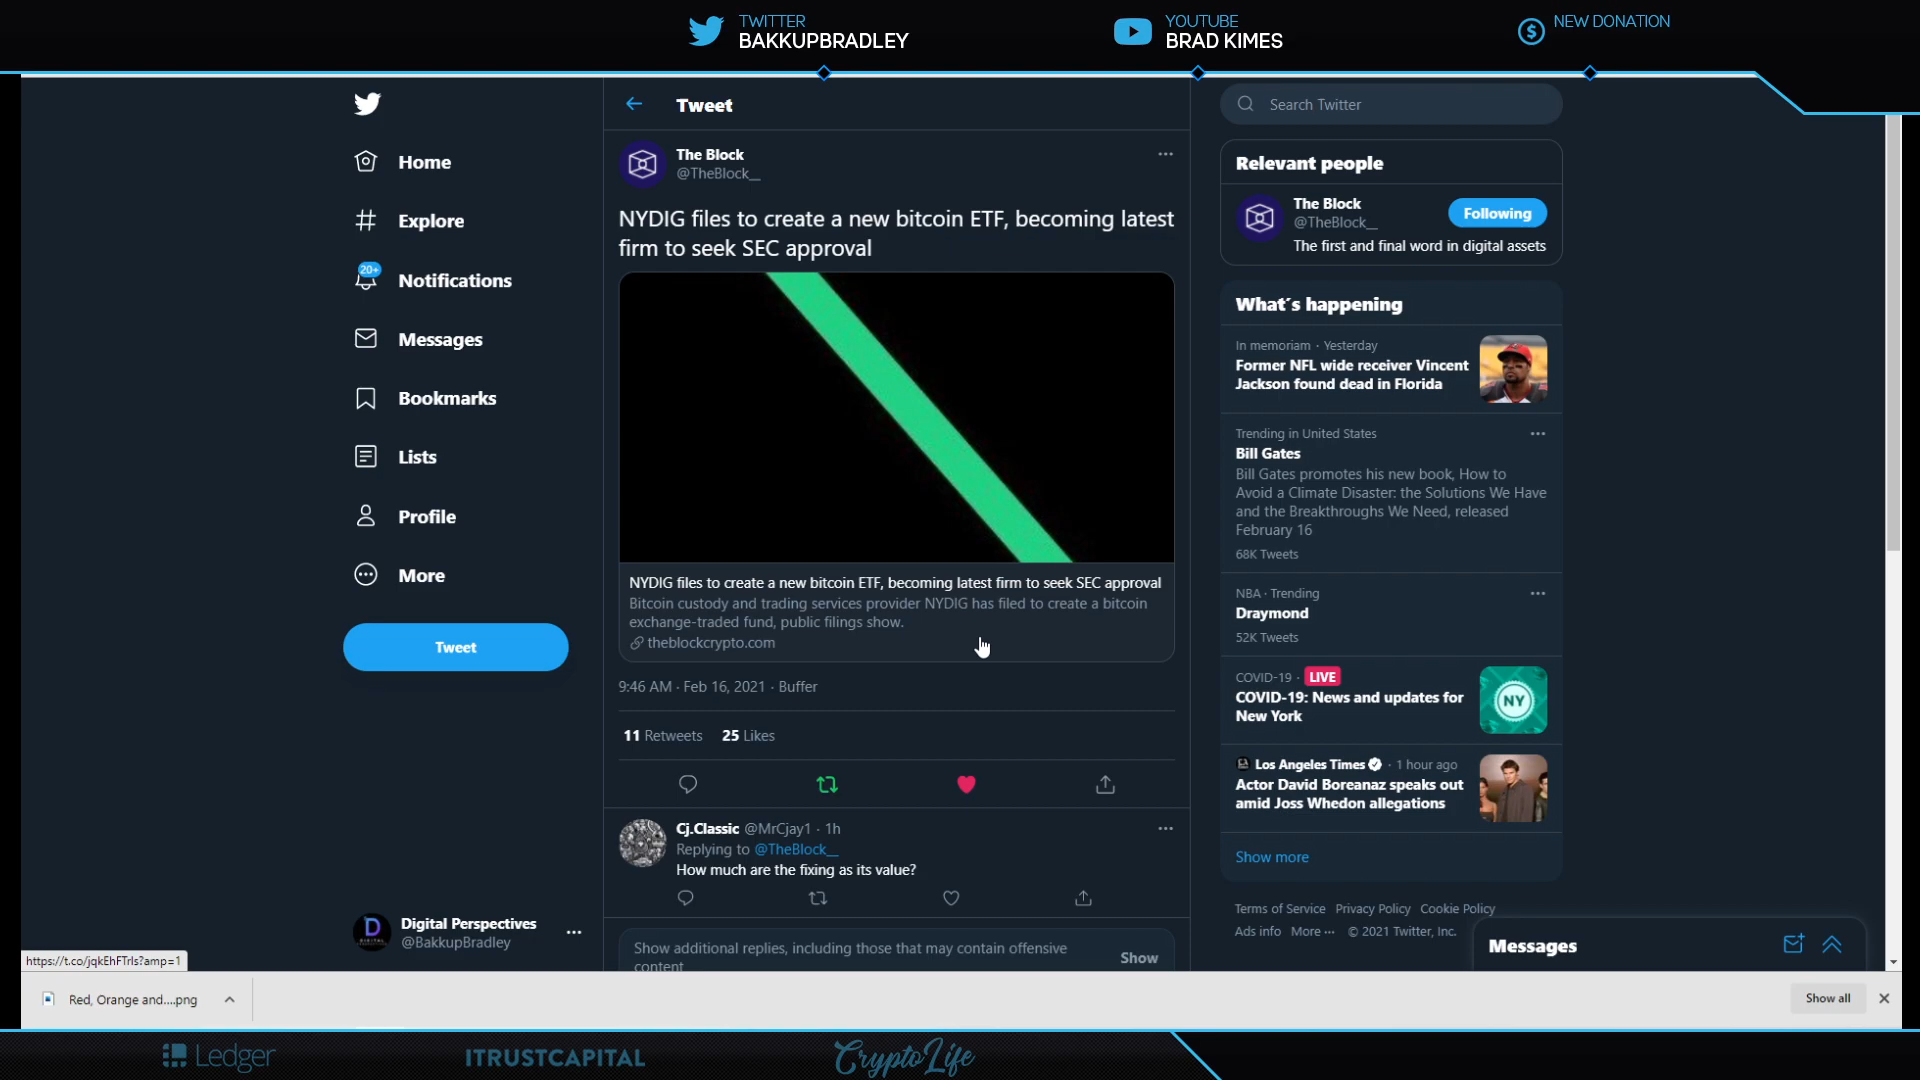 TWITTER
BAKKUPBRADLEY
YOUTUBE
BRAD KIMES
NEW DONATION
Home
Explore
20+
Notifications
Messages
Bookmarks
Lists
Profile
More
Tweet
Digital Perspectives
@BakkupBradley
https://t.co/jqkEhFTrIs?amp=1
Tweet
The Block
@TheBlock__
NYDIG files to create a new bitcoin ETF, becoming latest
firm to seek SEC approval
NYDIG files to create a new bitcoin ETF, becoming latest firm to seek SEC approval
Bitcoin custody and trading services provider NYDIG has filed to create a bitcoin
exchange-traded fund, public filings show.
theblockcrypto.com
9:46 AM · Feb 16, 2021 · Buffer
11 Retweets 25 Likes
Cj.Classic @MrCjay1 · 1h
Replying to @TheBlock__
How much are the fixing as its value?
Show additional replies, including those that may contain offensive
content
Show
Search Twitter
Relevant people
The Block
@TheBlock__
Following
The first and final word in digital assets
What's happening
In memoriam · Yesterday
Former NFL wide receiver Vincent
Jackson found dead in Florida
Trending in United States
Bill Gates
Bill Gates promotes his new book, How to
Avoid a Climate Disaster: the Solutions We Have
and the Breakthroughs We Need, released
February 16
68K Tweets
NBA · Trending
Draymond
52K Tweets
COVID-19 · LIVE
COVID-19: News and updates for
New York
NY
Los Angeles Times · 1 hour ago
Actor David Boreanaz speaks out
amid Joss Whedon allegations
Show more
Terms of Service Privacy Policy Cookie Policy
Ads info More ··· © 2021 Twitter, Inc.
Messages
Red, Orange and....png
Show all
Ledger
ITRUSTCAPITAL
CryptoLife